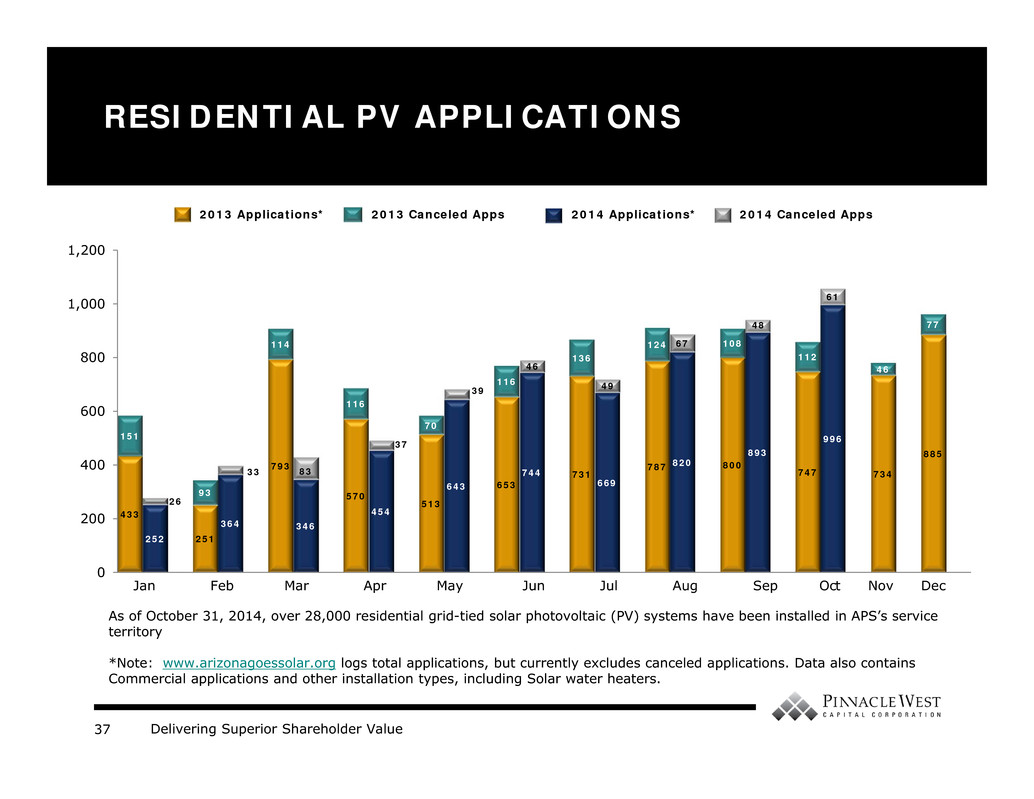 RESIDENTIAL PV APPLICATIONS
2013 Applications* 2013 Canceled Apps 2014 Applications* 2014 Canceled Apps
1,200
1,000
800
600
400
200
0
433 151 252 26
251 93 364 33
793 114 346 83
570 116 454 37
513 70 643 39
653 116 744 46
731 136 669 49
787 124 820 67
800 108 893 48
747 112 996 61
734 46
885 77
Jan Feb Mar Apr May Jun Jul Aug Sep Oct Nov Dec
As of October 31, 2014, over 28,000 residential grid-tied solar photovoltaic (PV) systems have been installed in APS's service
territory
*Note: www.arizonagoessolar.org logs total applications, but currently excludes canceled applications. Data also contains
Commercial applications and other installation types, including Solar water heaters.
PINNACLE WEST
CAPITAL CORPORATION
37 Delivering Superior Shareholder Value